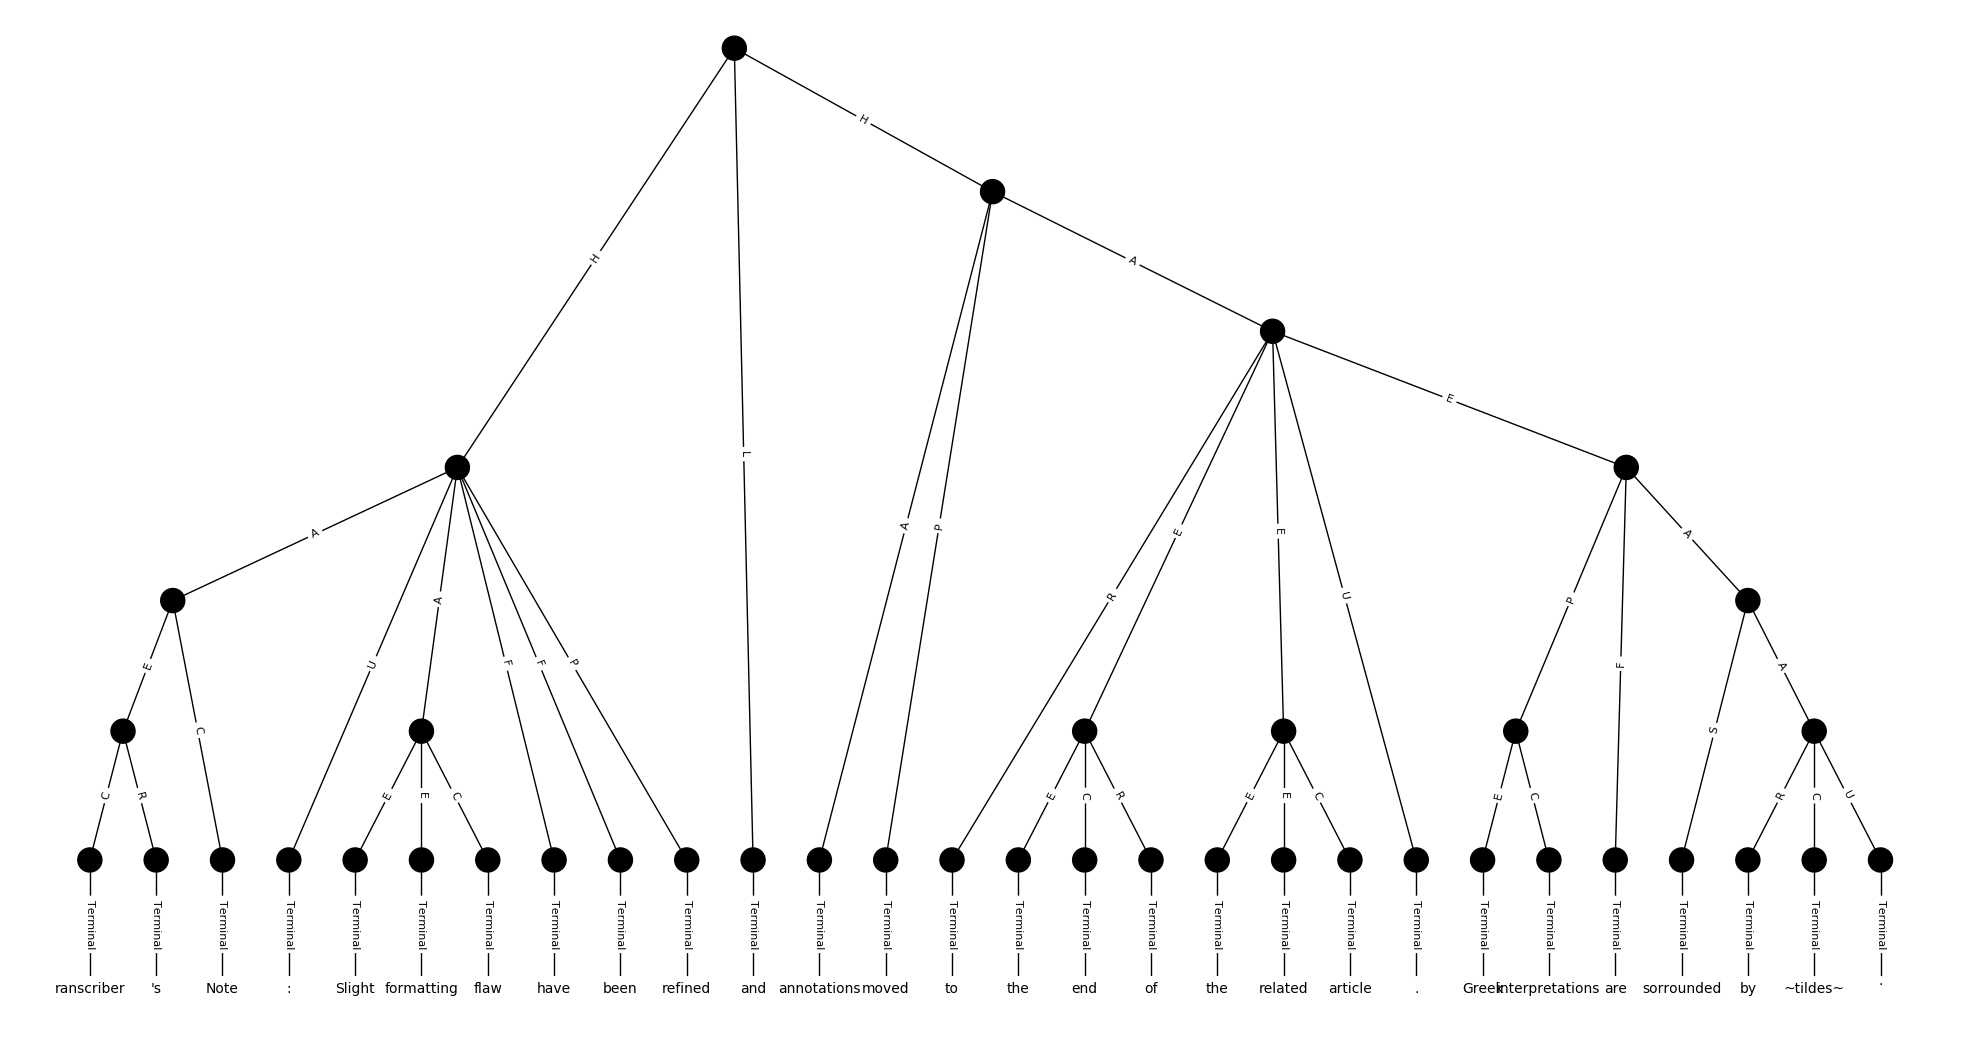 H
H
A
H
L
E
A
A
P
A
E
E
R
E
U
P
A
U
A
F
F
P
F
S
A
E
C
C
R
E
E
C
E
C
R
E
E
C
E
C
R
C
U
Terminal Terminal Terminal Terminal Terminal Terminal Terminal Terminal Terminal Terminal Terminal Terminal Terminal Terminal Terminal Terminal Terminal Terminal Terminal Terminal Terminal Terminal Terminal Terminal Terminal Terminal Terminal Terminal
ranscriber 's Note : Slight formatting flaw have been refined and annotations moved to the end of the related article . Greek interpretations are sorrounded by ~tildes~ .